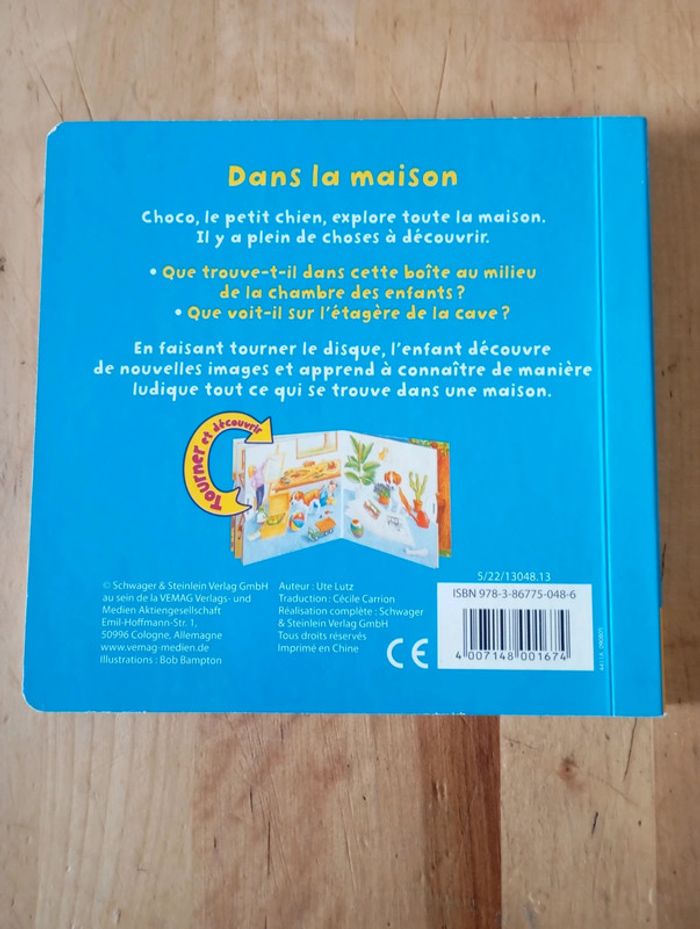 Dans la maison
Choco, le petit chien, explore toute la maison.
Il y a plein de choses à découvrir.
• Que trouve-t-il dans cette boîte au milieu
de la chambre des enfants ?
• Que voit-il sur l'étagère de la cave ?
En faisant tourner le disque, l'enfant découvre
de nouvelles images et apprend à connaître de manière
ludique tout ce qui se trouve dans une maison.
Tourner et découvrir
© Schwager & Steinlein Verlag GmbH
au sein de la VEMAG Verlags- und
Medien Aktiengesellschaft
Emil-Hoffmann-Str. 1,
50996 Cologne, Allemagne
www.vemag-medien.de
Illustrations : Bob Bampton
Auteur : Ute Lutz
Traduction : Cécile Carrion
Réalisation complète : Schwager
& Steinlein Verlag GmbH
Tous droits réservés
Imprimé en Chine
CE
5/22/13048.13
ISBN 978-3-86775-048-6
4 007148 001674